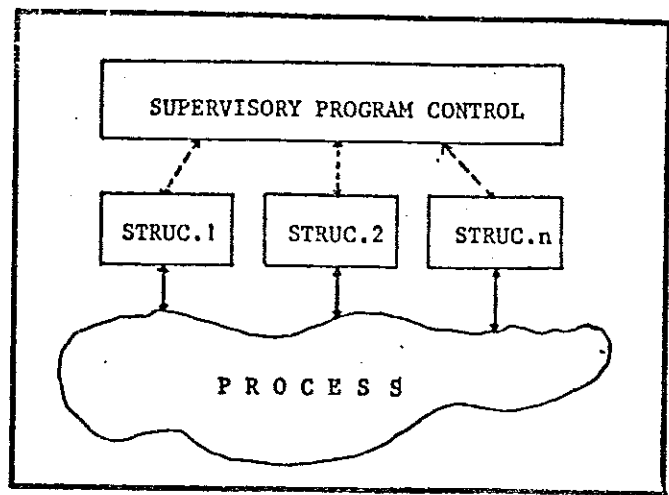 SUPERVISORY PROGRAM CONTROL
STRUC.1 STRUC.2 STRUC.n
P R O C E S S